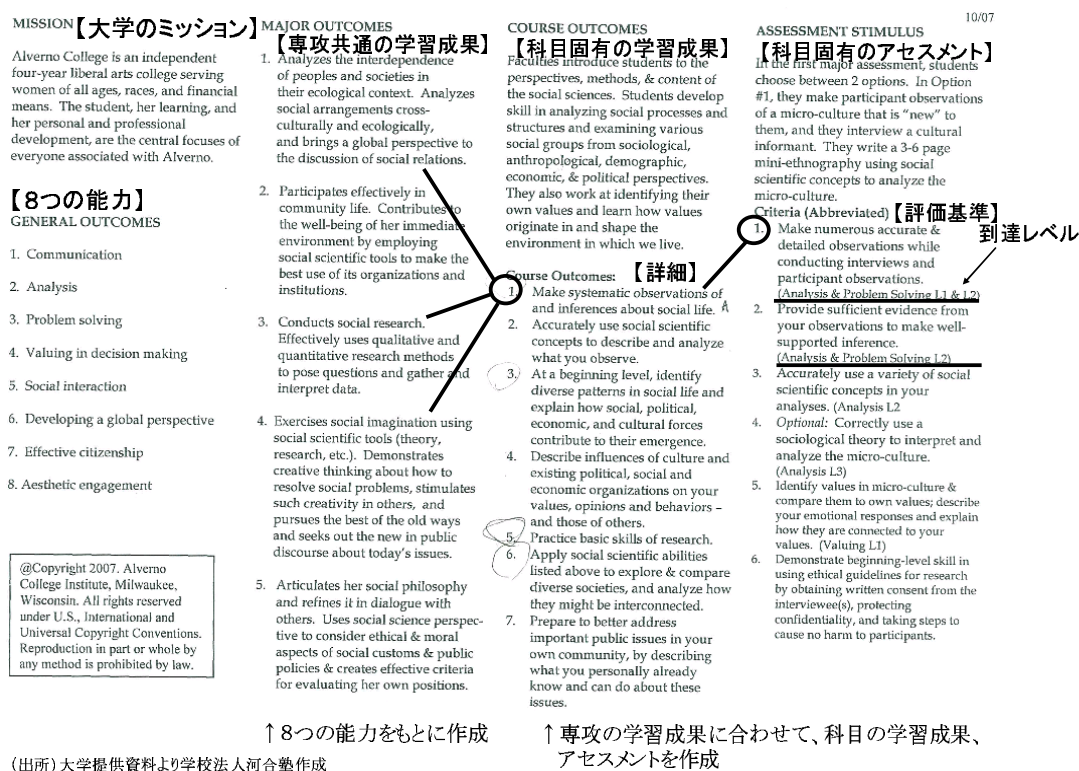 10/07
MISSION【大学のミッション】
Alverno College is an independent
four-year liberal arts college serving
women of all ages, races, and financial
means. The student, her learning, and
her personal and professional
development, are the central focuses of
everyone associated with Alverno.
【8つの能力】
GENERAL OUTCOMES
1. Communication
2. Analysis
3. Problem solving
4. Valuing in decision making
5. Social interaction
6. Developing a global perspective
7. Effective citizenship
8. Aesthetic engagement
@Copyright 2007. Alverno
College Institute, Milwaukee,
Wisconsin. All rights reserved
under U.S., International and
Universal Copyright Conventions.
Reproduction in part or whole by
any method is prohibited by law.
MAJOR OUTCOMES
【専攻共通の学習成果】
1. Analyzes the interdependence
of peoples and societies in
their ecological context. Analyzes
social arrangements cross-
culturally and ecologically,
and brings a global perspective to
the discussion of social relations.
2. Participates effectively in
community life. Contributes to
the well-being of her immediate
environment by employing
social scientific tools to make the
best use of its organizations and
institutions.
3. Conducts social research.
Effectively uses qualitative and
quantitative research methods
to pose questions and gather and
interpret data.
4. Exercises social imagination using
social scientific tools (theory,
research, etc.). Demonstrates
creative thinking about how to
resolve social problems, stimulates
such creativity in others, and
pursues the best of the old ways
and seeks out the new in public
discourse about today's issues.
5. Articulates her social philosophy
and refines it in dialogue with
others. Uses social science perspec-
tive to consider ethical & moral
aspects of social customs & public
policies & creates effective criteria
for evaluating her own positions.
↑8つの能力をもとに作成
COURSE OUTCOMES
【科目固有の学習成果】
Faculties introduce students to the
perspectives, methods, & content of
the social sciences. Students develop
skill in analyzing social processes and
structures and examining various
social groups from sociological,
anthropological, demographic,
economic, & political perspectives.
They also work at identifying their
own values and learn how values
originate in and shape the
environment in which we live.
Course Outcomes: 【詳細】
1. Make systematic observations of
and inferences about social life. A
2. Accurately use social scientific
concepts to describe and analyze
what you observe.
3. At a beginning level, identify
diverse patterns in social life and
explain how social, political,
economic, and cultural forces
contribute to their emergence.
4. Describe influences of culture and
existing political, social and
economic organizations on your
values, opinions and behaviors –
and those of others.
5. Practice basic skills of research.
6. Apply social scientific abilities
listed above to explore & compare
diverse societies, and analyze how
they might be interconnected.
7. Prepare to better address
important public issues in your
own community, by describing
what you personally already
know and can do about these
issues.
↑専攻の学習成果に合わせて、科目の学習成果、
アセスメントを作成
ASSESSMENT STIMULUS
【科目固有のアセスメント】
In the first major assessment, students
choose between 2 options. In Option
#1, they make participant observations
of a micro-culture that is "new" to
them, and they interview a cultural
informant. They write a 3-6 page
mini-ethnography using social
scientific concepts to analyze the
micro-culture.
Criteria (Abbreviated)【評価基準】
到達レベル
1. Make numerous accurate &
detailed observations while
conducting interviews and
participant observations.
(Analysis & Problem Solving L1 & L2)
2. Provide sufficient evidence from
your observations to make well-
supported inference.
(Analysis & Problem Solving L2)
3. Accurately use a variety of social
scientific concepts in your
analyses. (Analysis L2
4. Optional: Correctly use a
sociological theory to interpret and
analyze the micro-culture.
(Analysis L3)
5. Identify values in micro-culture &
compare them to own values; describe
your emotional responses and explain
how they are connected to your
values. (Valuing L1)
6. Demonstrate beginning-level skill in
using ethical guidelines for research
by obtaining written consent from the
interviewee(s), protecting
confidentiality, and taking steps to
cause no harm to participants.
(出所)大学提供資料より学校法人河合塾作成